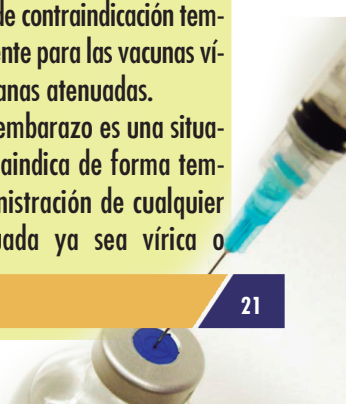 de contraindicación tem-
ente para las vacunas ví-
anas atenuadas.
embarazo es una situa-
aindica de forma tem-
nistración de cualquier
uada ya sea vírica o
21